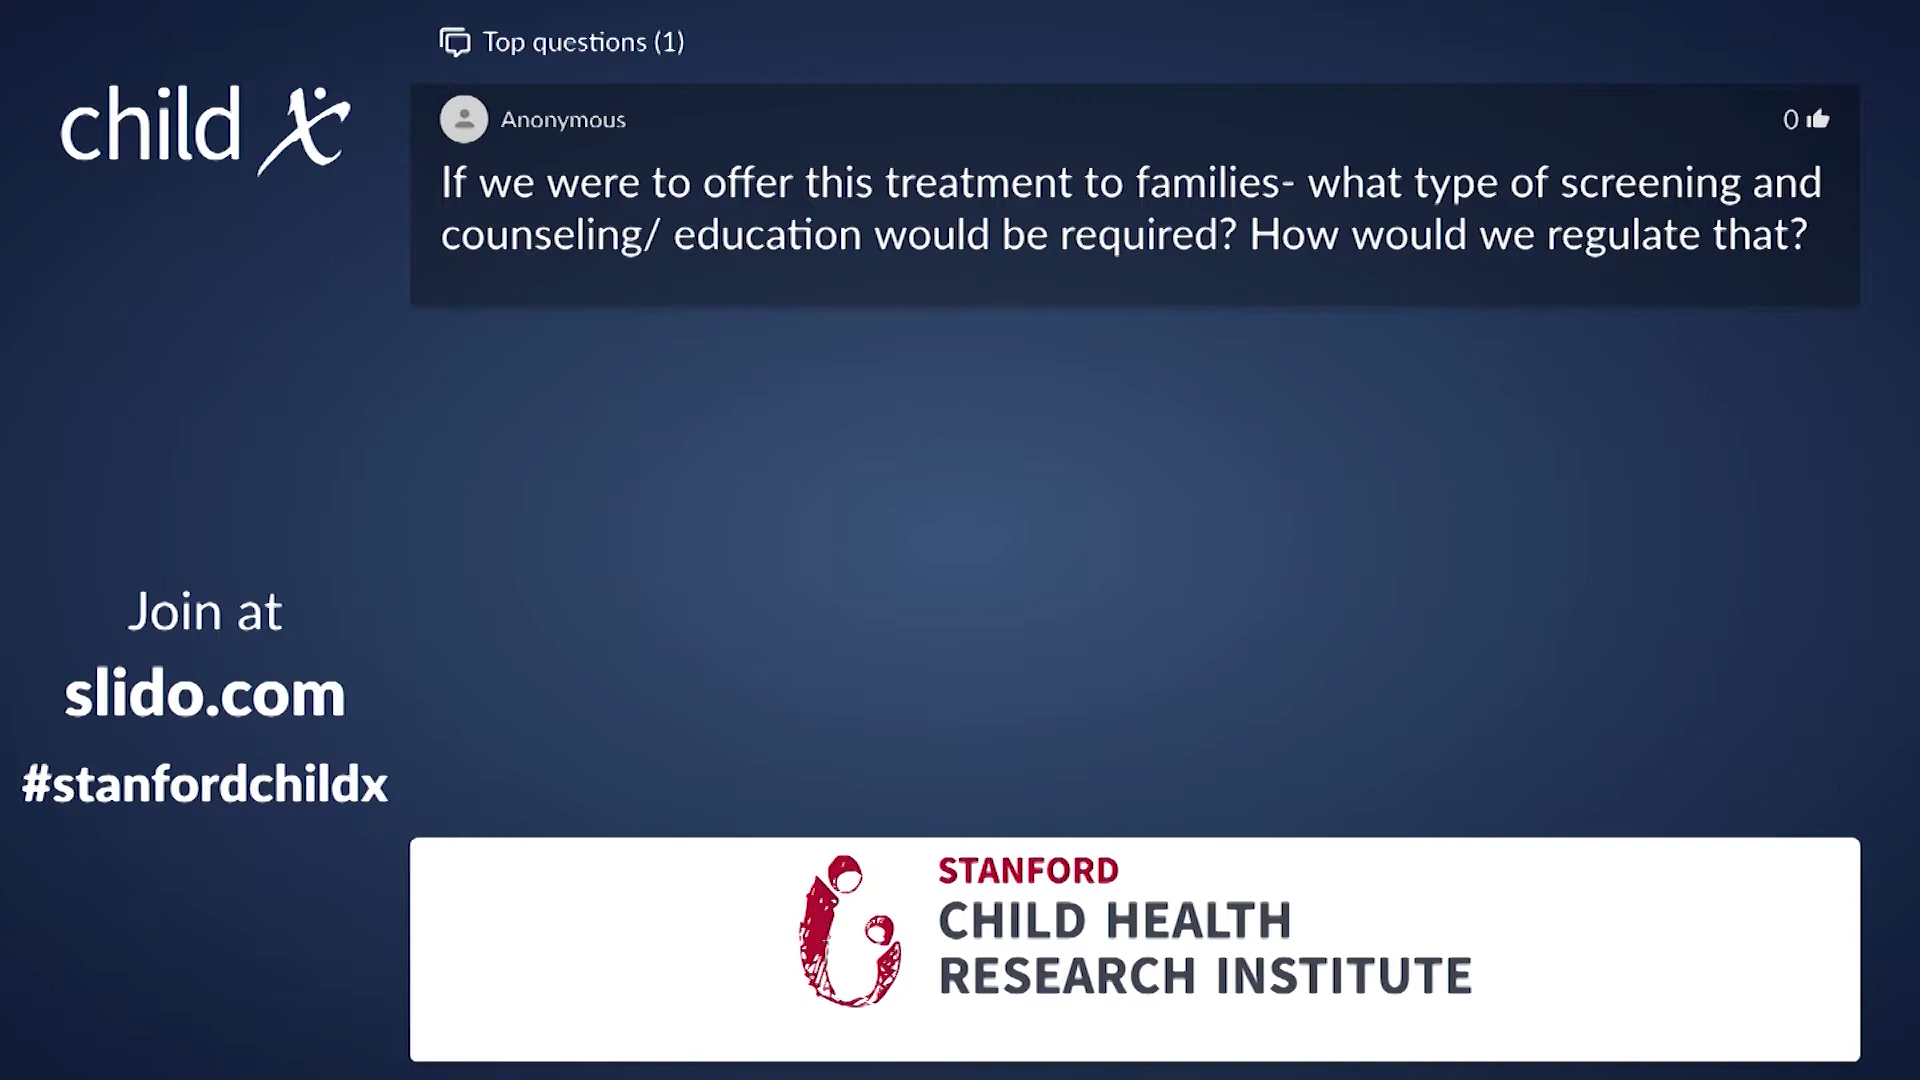 Top questions (1)
child x
Anonymous
0
If we were to offer this treatment to families- what type of screening and
counseling/ education would be required? How would we regulate that?
Join at
slido.com
#stanfordchildx
STANFORD
CHILD HEALTH
RESEARCH INSTITUTE